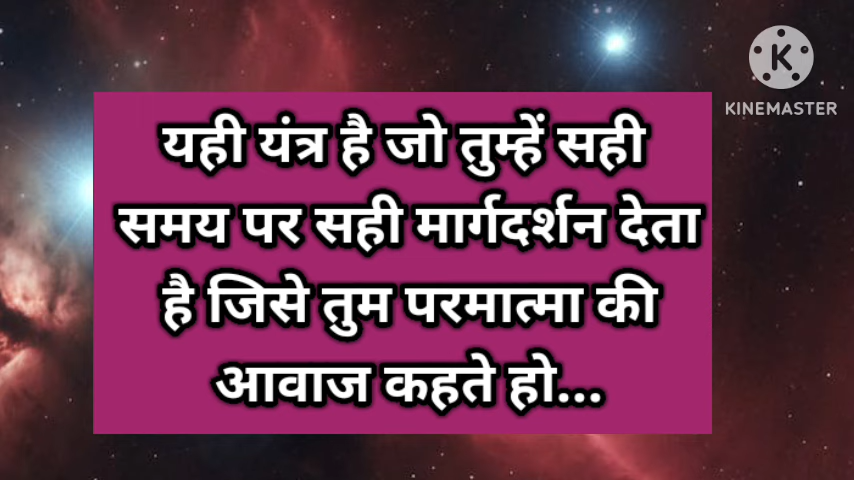 KINEMASTER
यही यंत्र है जो तुम्हें सही
समय पर सही मार्गदर्शन देता
है जिसे तुम परमात्मा की
आवाज कहते हो...